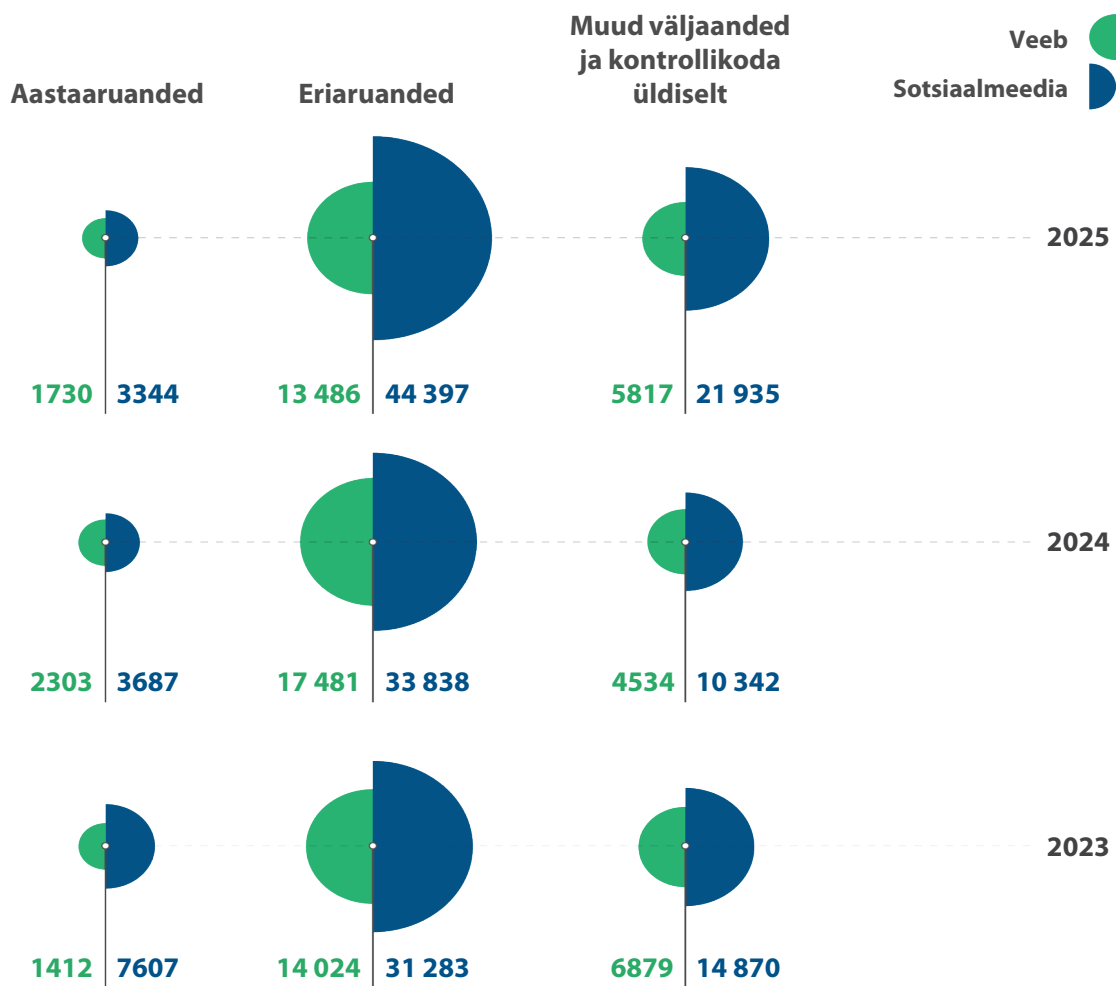 Muud väljaanded
ja kontrollikoda
üldiselt
Aastaaruanded
Eriaruanded
Veeb
Sotsiaalmeedia
2025
1730 3344
13 486 44 397
5817 21 935
2024
2303 3687
17 481 33 838
4534 10 342
2023
1412 7607
14 024 31 283
6879 14 870